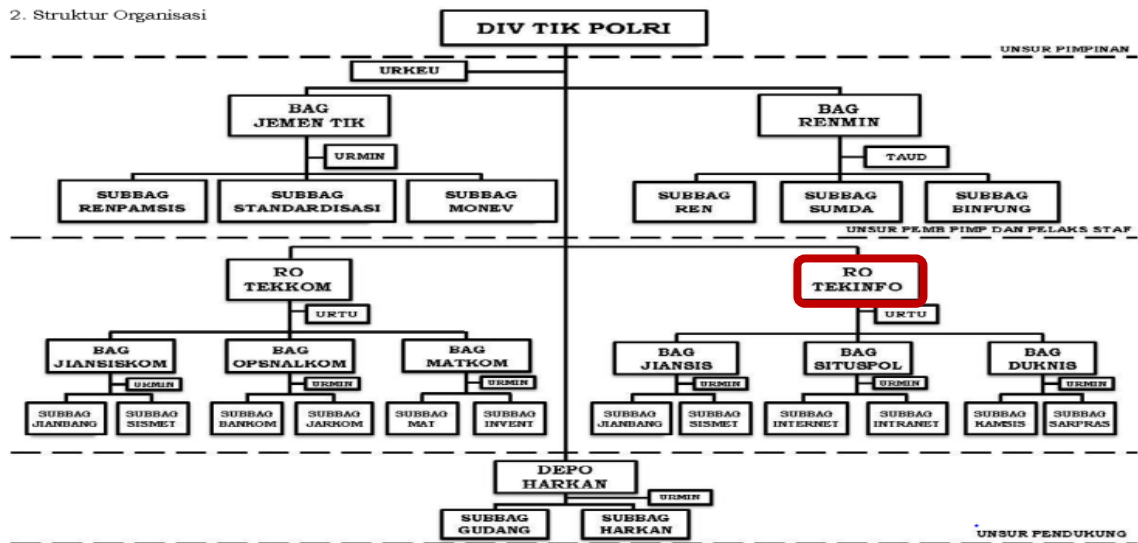 2. Struktur Organisasi
DIV TIK POLRI
UNSUR PIMPINAN
URKEU
BAG
JEMEN TIK
BAG
RENMIN
URMIN
TAUD
SUBBAG
RENPAMSIS
SUBBAG
STANDARDISASI
SUBBAG
MONEV
SUBBAG
REN
SUBBAG
SUMDA
SUBBAG
BINFUNG
UNSUR PEMB PIMP DAN PELAKS STAF
RO
TEKKOM
RO
TEKINFO
URTU
URTU
BAG
JIANSISKOM
BAG
OPSNALKOM
BAG
MATKOM
BAG
JIANSIS
BAG
SITUSPOL
BAG
DUKNIS
URMIN
URMIN
URMIN
URMIN
URMIN
URMIN
SUBBAG
JIANBANG
SUBBAG
SISMET
SUBBAG
BANKOM
SUBBAG
JARKOM
SUBBAG
MAT
SUBBAG
INVENT
SUBBAG
JIANBANG
SUBBAG
SISMET
SUBBAG
INTERNET
SUBBAG
INTRANET
SUBBAG
KAMSIS
SUBBAG
SARPRAS
DEPO
HARKAN
URMIN
SUBBAG
GUDANG
SUBBAG
HARKAN
UNSUR PENDUKUNG